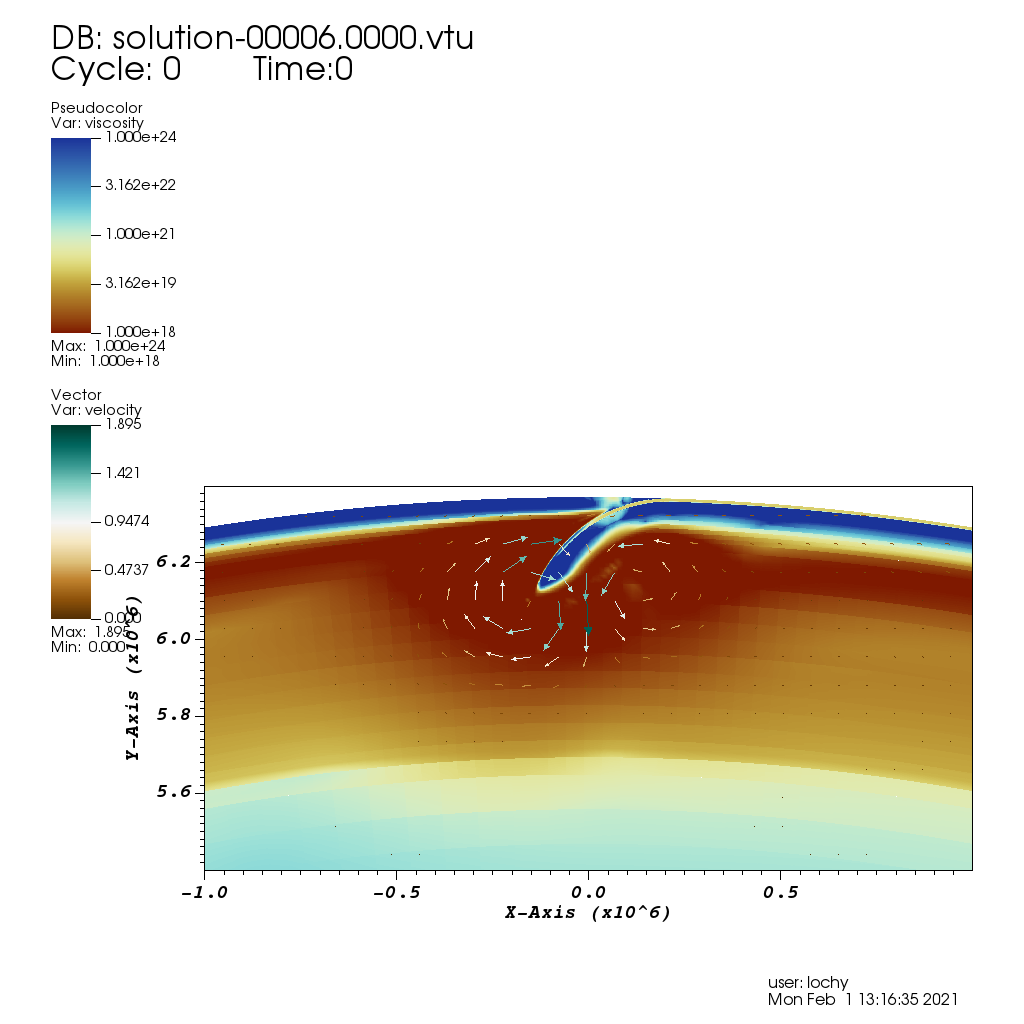 DB: solution-00006.0000.vtu
Cycle: 0 Time:0
Pseudocolor
Var: viscosity
1.000e+24
3.162e+22
1.000e+21
3.162e+19
1.000e+18
Max: 1.000e+24
Min: 1.000e+18
Vector
Var: velocity
1.895
1.421
0.9474
0.4737
0.000
Max: 1.895
Min: 0.000
Y-Axis (x10^6)
6.2
6.0
5.8
5.6
-1.0 -0.5 0.0 0.5
X-Axis (x10^6)
user: lochy
Mon Feb 1 13:16:35 2021